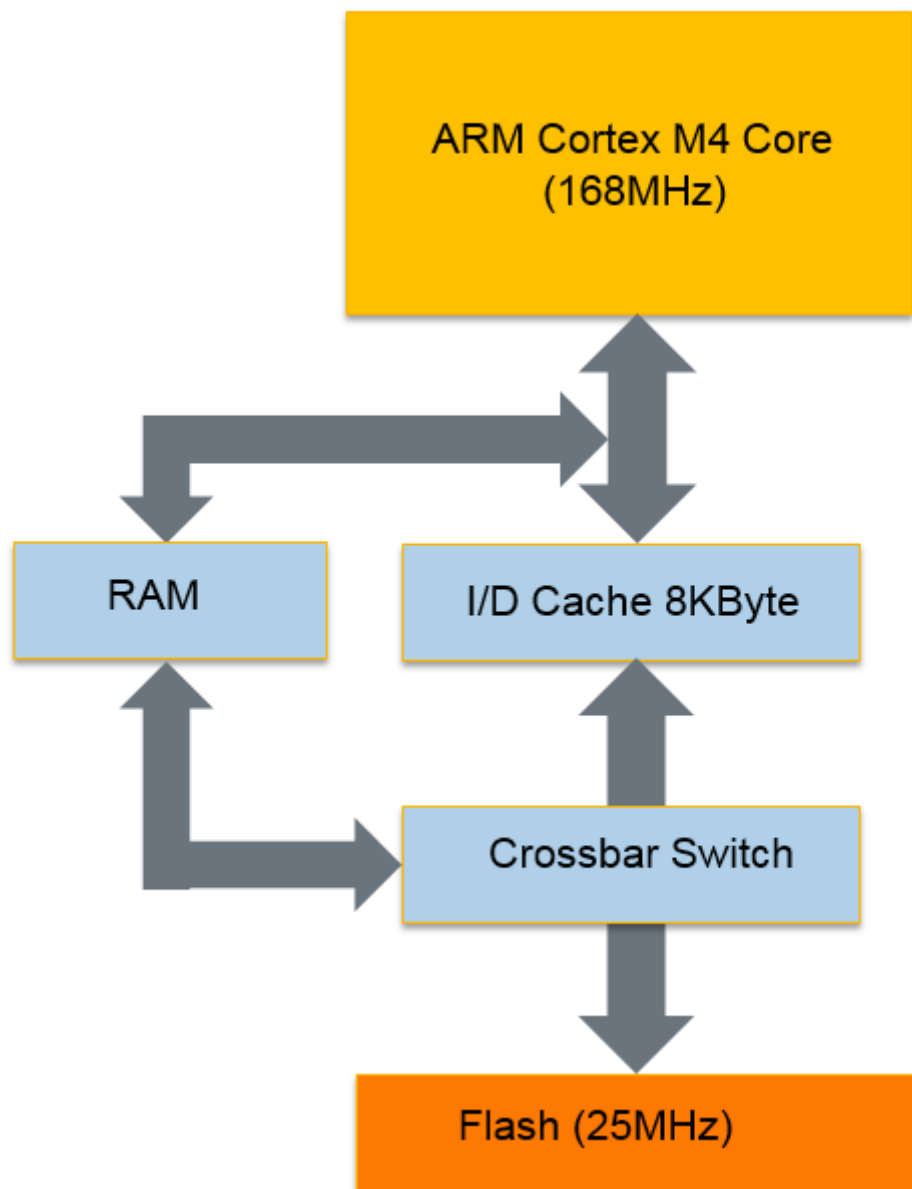 ARM Cortex M4 Core
(168MHz)
RAM
I/D Cache 8KByte
Crossbar Switch
Flash (25MHz)